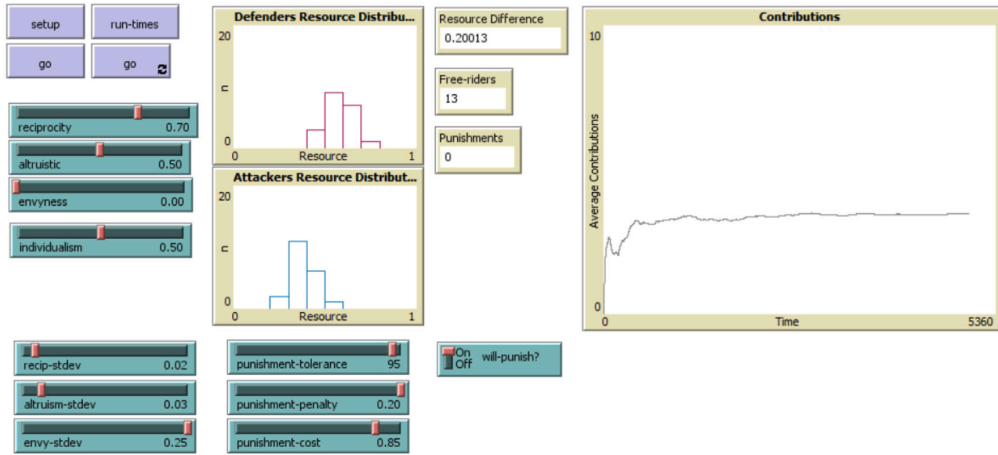 setup
run-times
go
go
reciprocity 0.70
altruistic 0.50
envyness 0.00
individualism 0.50
Defenders Resource Distribu...
20
n
0
0 Resource 1
Attackers Resource Distribut...
20
n
0
0 Resource 1
Resource Difference
0.20013
Free-riders
13
Punishments
0
Contributions
10
Average Contributions
0
0 Time 5360
recip-stdev 0.02
altruism-stdev 0.03
envy-stdev 0.25
punishment-tolerance 95
punishment-penalty 0.20
punishment-cost 0.85
On
Off
will-punish?